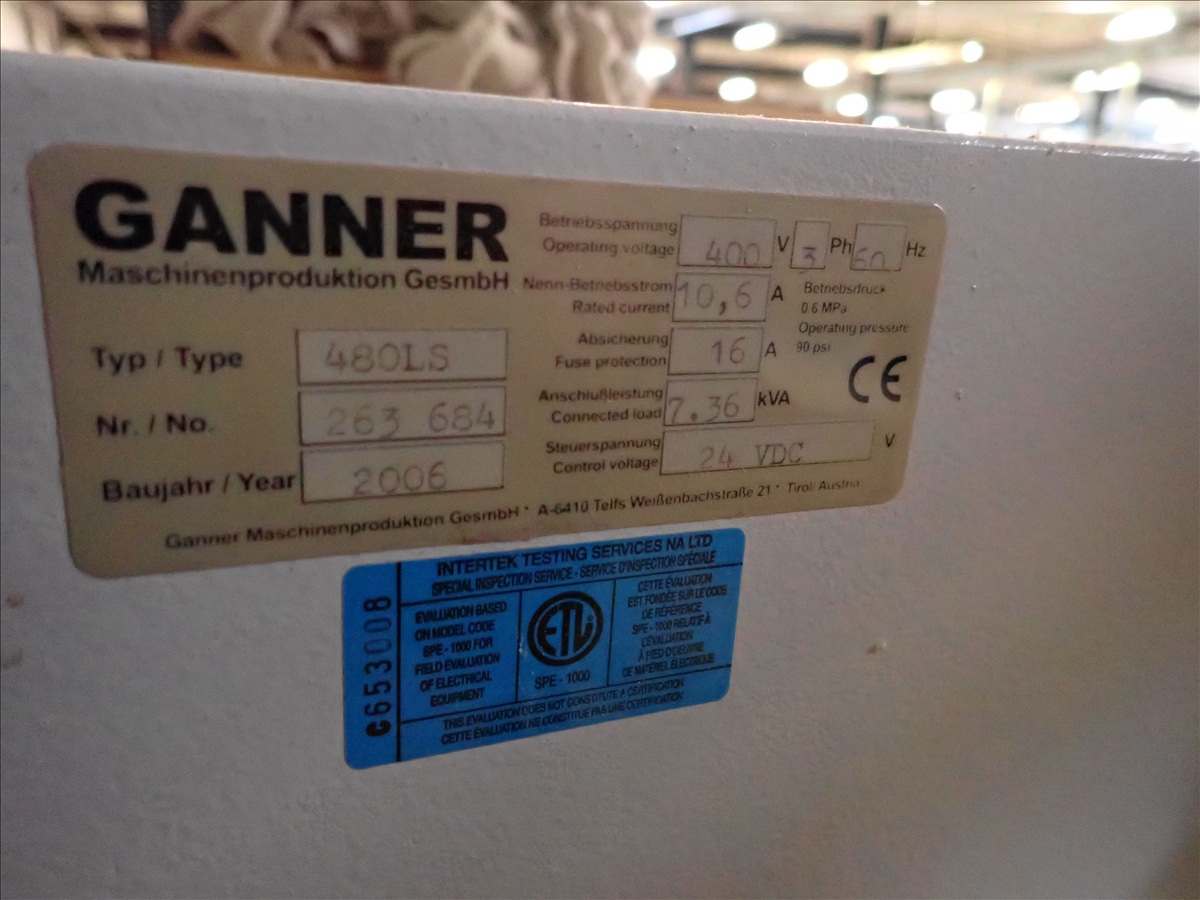 GANNER
Maschinenproduktion GesmbH
Typ / Type 480LS
Nr. / No. 263 684
Baujahr / Year 2006
Betriebsspannung
Operating voltage 400 V 3 Ph 60 Hz
Nenn-Betriebsstrom
Rated current 10,6 A
Betriebsdruck
0.6 MPa
Operating pressure
90 psi
Absicherung
Fuse protection 16 A
Anschlußleistung
Connected load 7.36 kVA
Steuerspannung
Control voltage 24 VDC V
CE
Ganner Maschinenproduktion GesmbH · A-6410 Telfs Weißenbachstraße 21 · Tirol/Austria
INTERTEK TESTING SERVICES NA LTD
SPECIAL INSPECTION SERVICE - SERVICE D'INSPECTION SPÉCIALE
C653008
EVALUATION BASED
ON MODEL CODE
SPE - 1000 FOR
FIELD EVALUATION
OF ELECTRICAL
EQUIPMENT
ETL
SPE - 1000
CETTE ÉVALUATION
EST FONDÉE SUR LE CODE
DE RÉFÉRENCE
SPE - 1000 RELATIF À
L'ÉVALUATION
À PIED D'OEUVRE
DE MATÉRIEL ÉLECTRIQUE
THIS EVALUATION DOES NOT CONSTITUTE A CERTIFICATION
CETTE ÉVALUATION NE CONSTITUE PAS UNE CERTIFICATION